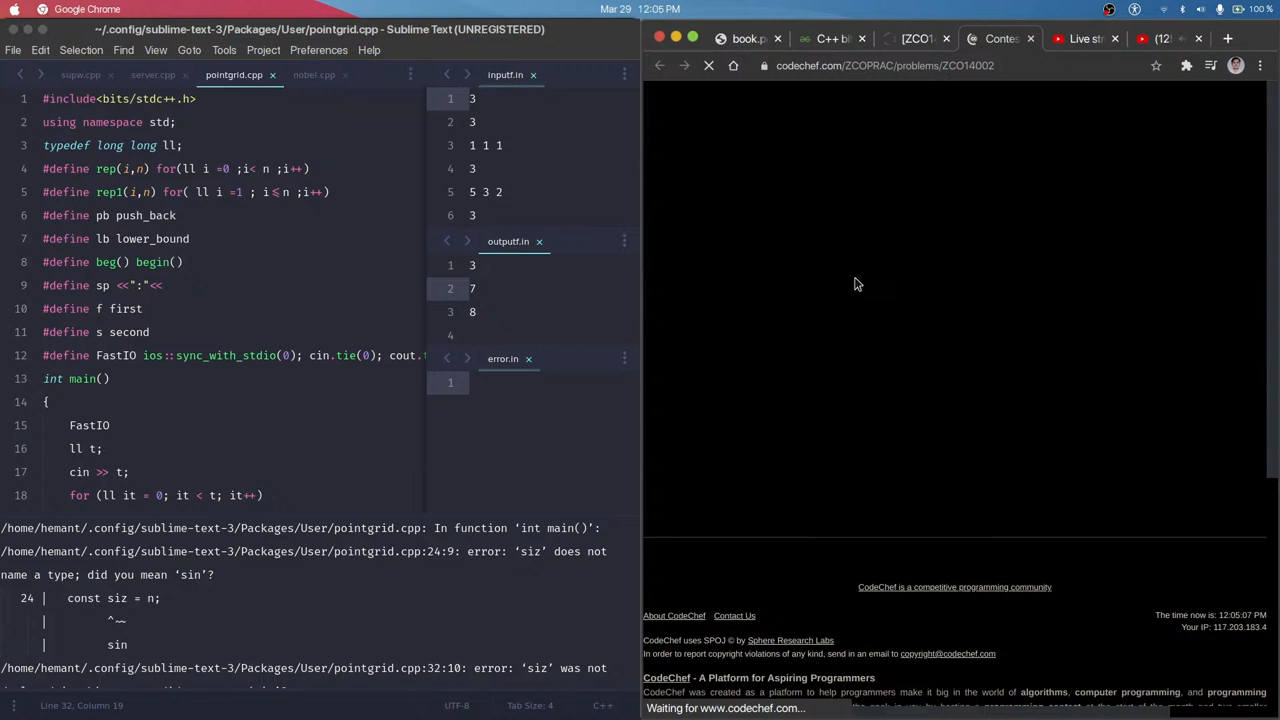 Google Chrome
Mar 29 12:05 PM
100 %
~/.config/sublime-text-3/Packages/User/pointgrid.cpp - Sublime Text (UNREGISTERED)
File Edit Selection Find View Goto Tools Project Preferences Help
supw.cpp server.cpp pointgrid.cpp nobel.cpp
1 #include<bits/stdc++.h>
2 using namespace std;
3 typedef long long ll;
4 #define rep(i,n) for(ll i =0 ;i< n ;i++)
5 #define rep1(i,n) for( ll i =1 ; i<=n ;i++)
6 #define pb push_back
7 #define lb lower_bound
8 #define beg() begin()
9 #define sp <<":"<<
10 #define f first
11 #define s second
12 #define FastIO ios::sync_with_stdio(0); cin.tie(0); cout.t
13 int main()
14 {
15 FastIO
16 ll t;
17 cin >> t;
18 for (ll it = 0; it < t; it++)
inputf.in
1 3
2 3
3 1 1 1
4 3
5 5 3 2
6 3
outputf.in
1 3
2 7
3 8
4
error.in
1
/home/hemant/.config/sublime-text-3/Packages/User/pointgrid.cpp: In function ‘int main()’:
/home/hemant/.config/sublime-text-3/Packages/User/pointgrid.cpp:24:9: error: ‘siz’ does not
name a type; did you mean ‘sin’?
24 | const siz = n;
| ^~~
| sin
/home/hemant/.config/sublime-text-3/Packages/User/pointgrid.cpp:32:10: error: ‘siz’ was not
Line 32, Column 19 UTF-8 Tab Size: 4 C++
book.p C++ bi [ZCO1 Contes Live str (12
codechef.com/ZCOPRAC/problems/ZCO14002
CodeChef is a competitive programming community
About CodeChef Contact Us
The time now is: 12:05:07 PM
Your IP: 117.203.183.4
CodeChef uses SPOJ © by Sphere Research Labs
In order to report copyright violations of any kind, send in an email to copyright@codechef.com
CodeChef - A Platform for Aspiring Programmers
CodeChef was created as a platform to help programmers make it big in the world of algorithms, computer programming, and programming
Waiting for www.codechef.com...